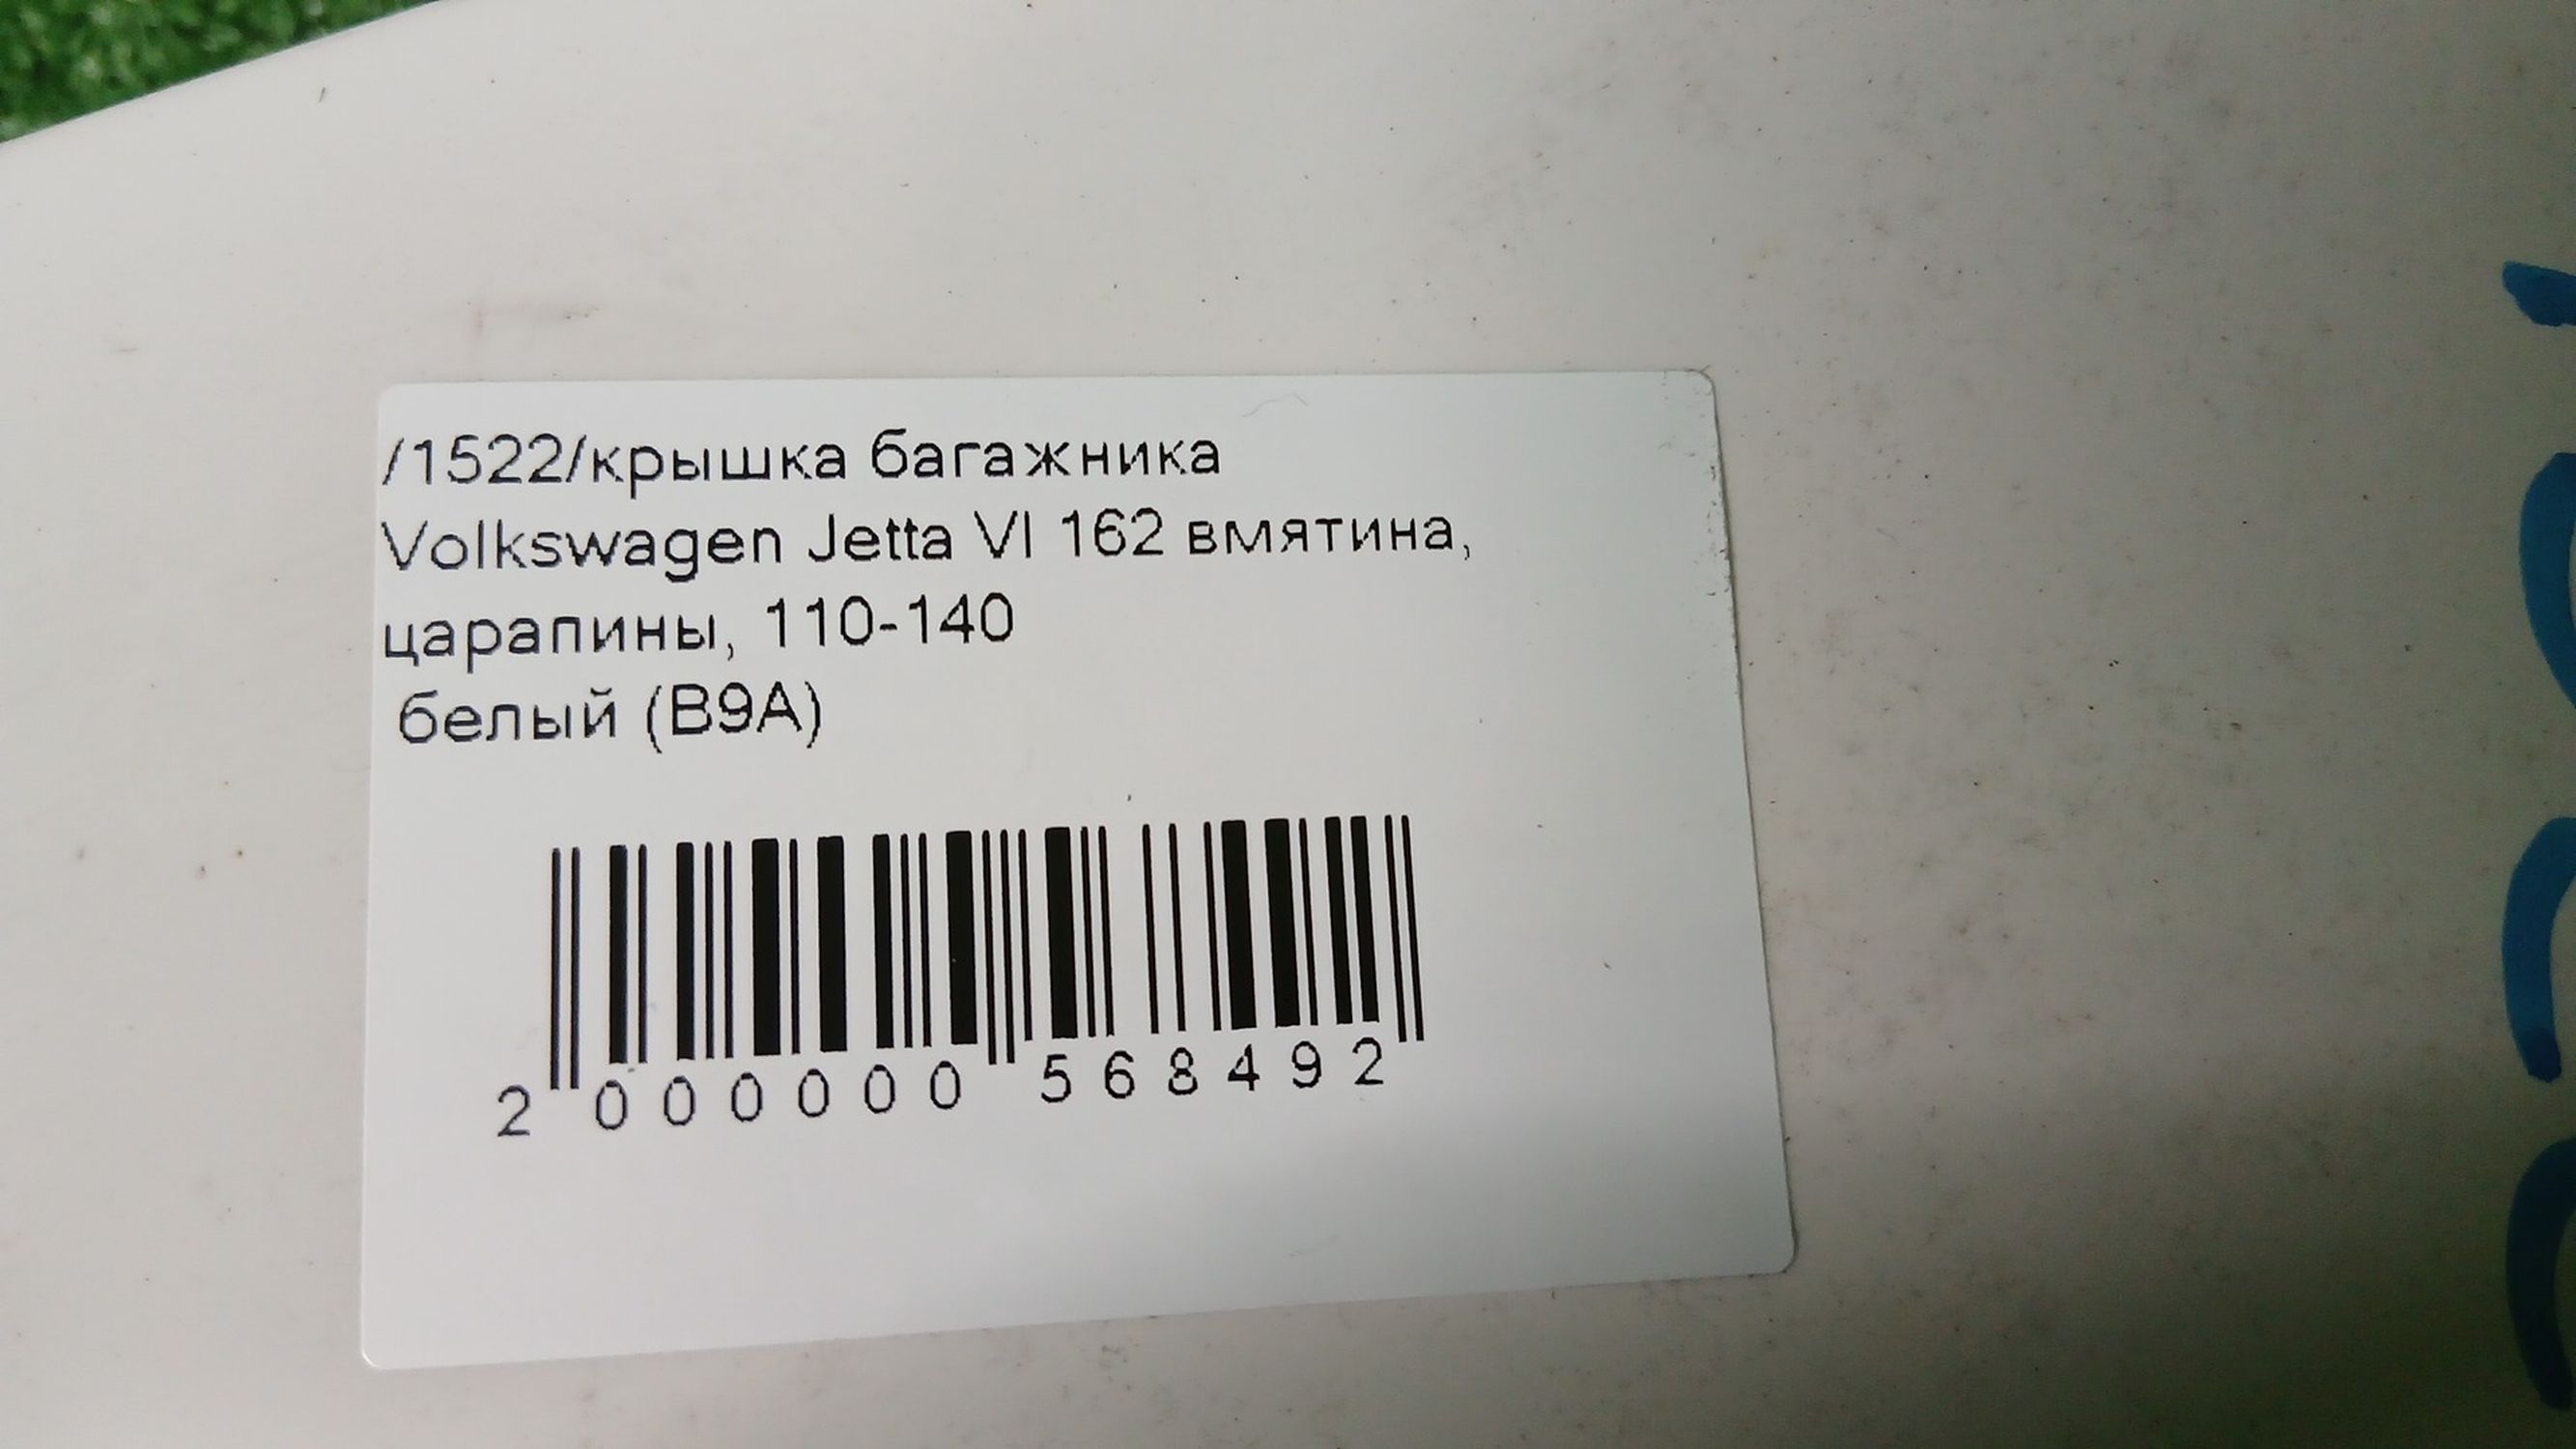 /1522/крышка багажника
Volkswagen Jetta VI 162 вмятина,
царапины, 110-140
белый (B9A)
2 000000 568492